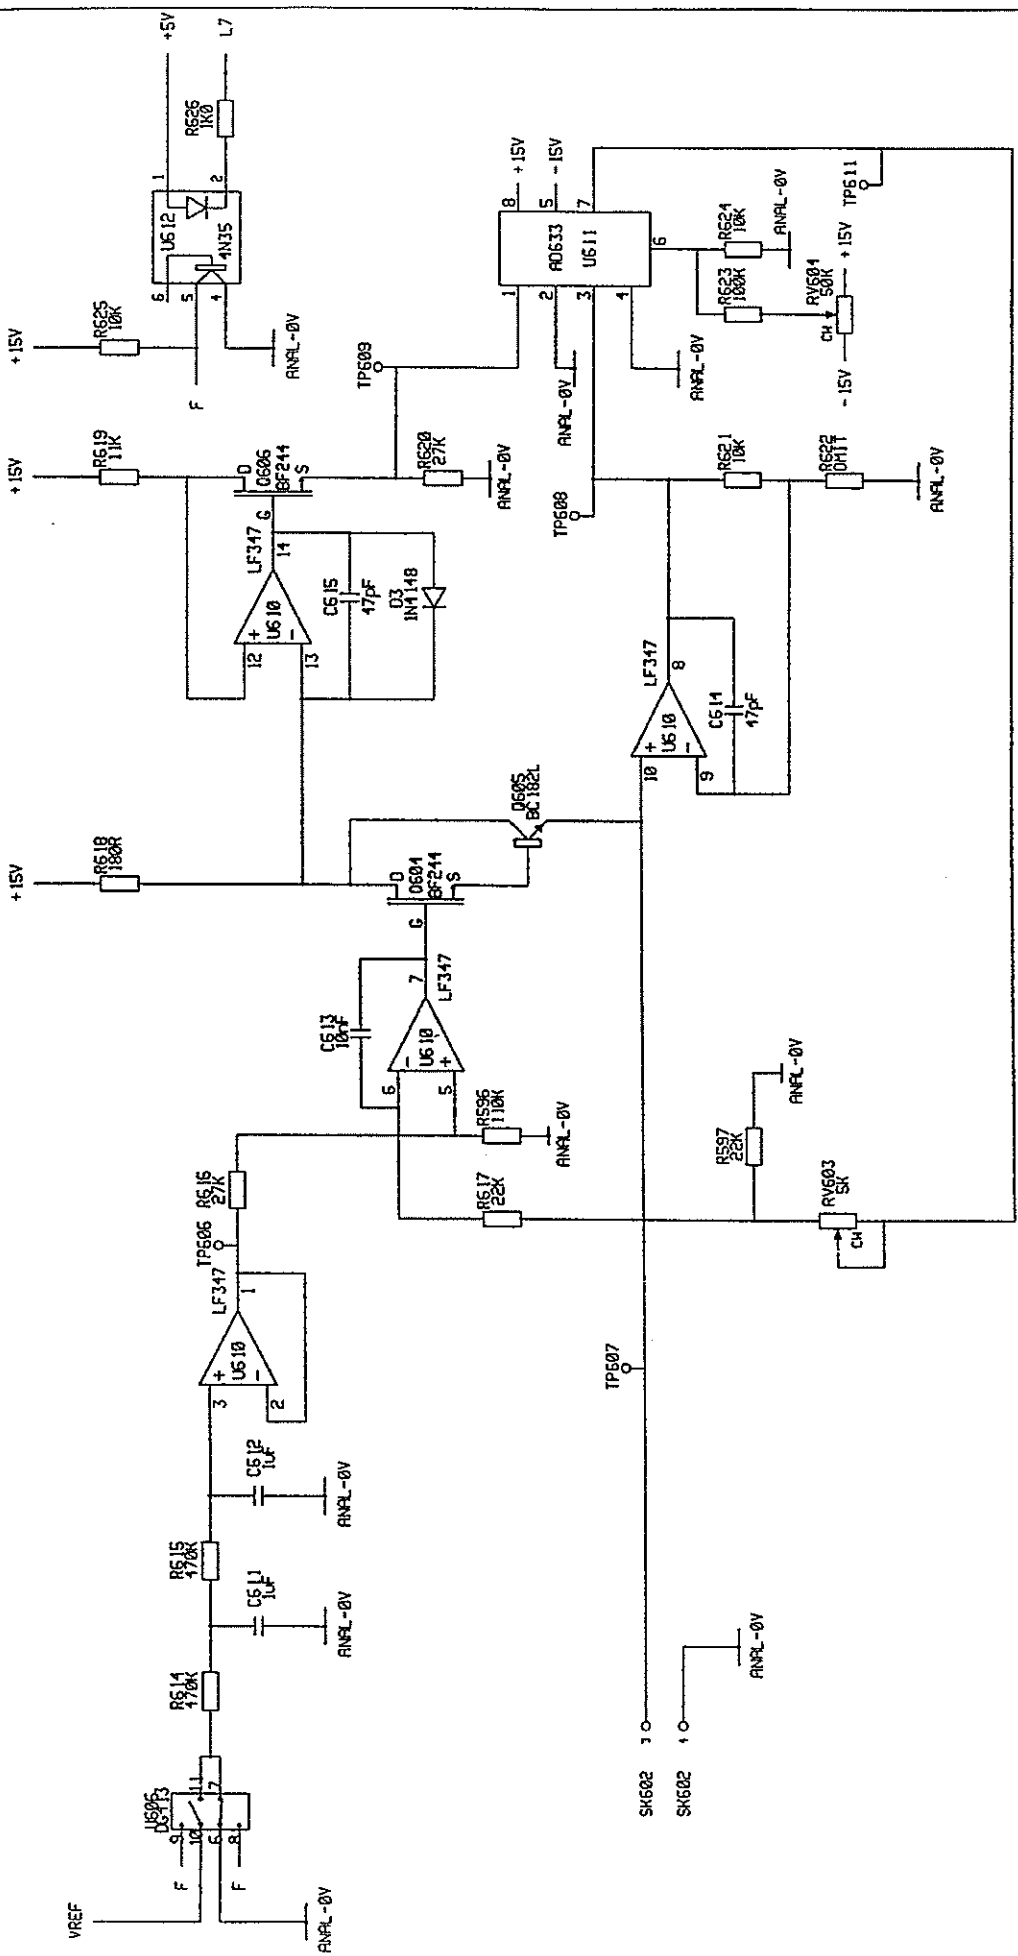 +5V
L7
R626
1K0
1
2
U612
4N35
6
5
4
+15V
R625
10K
F
ANAL-0V
+15V
R619
11K
D
Q606
BF244
S
G
LF347
14
U610
+
-
12
13
C615
47pF
D3
1N4148
TP609
R620
27K
ANAL-0V
+15V
8
-15V
5
7
AD633
U611
1
2
3
4
6
ANAL-0V
ANAL-0V
R623
100K
R624
10K
ANAL-0V
RV604
50K
CW
-15V
+15V
TP611
TP608
R621
10K
R622
OMIT
ANAL-0V
LF347
8
U610
+
-
10
9
C614
47pF
+15V
R618
180R
D
Q604
BF244
S
G
Q605
BC182L
C613
10nF
7
LF347
U610
-
+
6
5
R596
110K
ANAL-0V
R617
22K
R597
22K
ANAL-0V
RV603
5K
CW
R616
27K
TP606
LF347
1
U610
+
-
3
2
C612
1uF
ANAL-0V
R615
470K
C611
1uF
ANAL-0V
R614
470K
U606
DG413
9
10
6
8
11
7
F
F
VREF
ANAL-0V
TP607
SK602
3
SK602
4
ANAL-0V